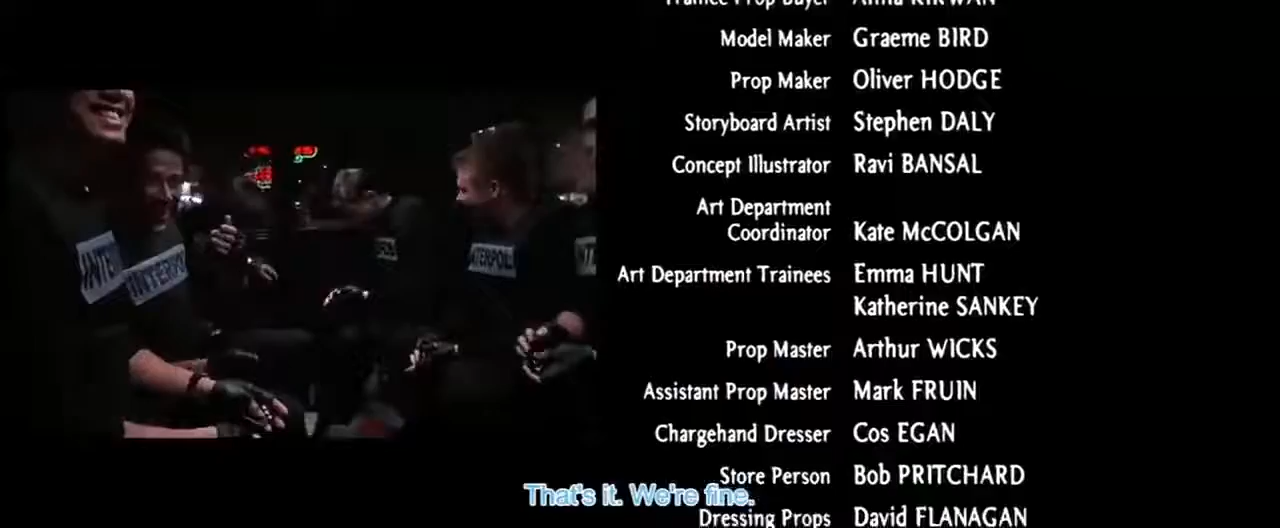 Model Maker Graeme BIRD
Prop Maker Oliver HODGE
Storyboard Artist Stephen DALY
Concept Illustrator Ravi BANSAL
Art Department
Coordinator Kate McCOLGAN
Art Department Trainees Emma HUNT
Katherine SANKEY
Prop Master Arthur WICKS
Assistant Prop Master Mark FRUIN
Chargehand Dresser Cos EGAN
Store Person Bob PRITCHARD
Dressing Props David FLANAGAN
That's it. We're fine.
INTERPOL